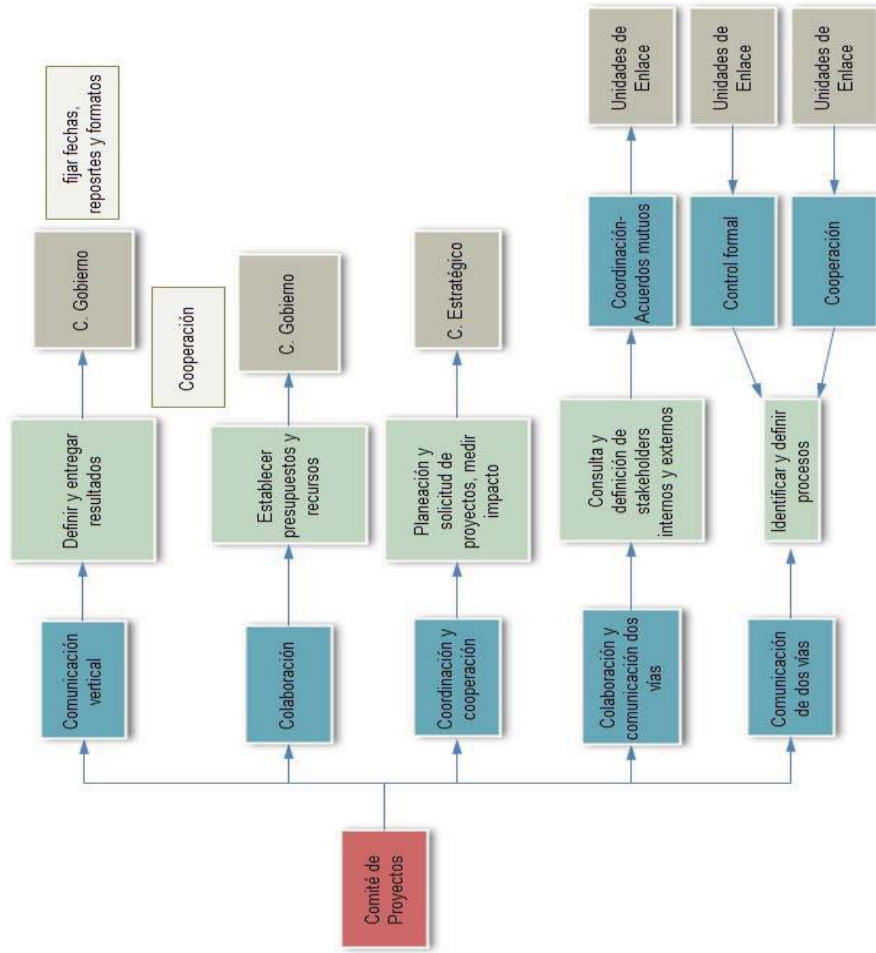 Comité de
Proyectos
Comunicación
de dos vías
Colaboración y
comunicación dos
vías
Coordinación y
cooperación
Colaboración
Comunicación
vertical
Identificar y definir
procesos
Consulta y
definición de
stakeholders
internos y externos
Planeación y
solicitud de
proyectos, medir
impacto
Establecer
presupuestos y
recursos
Definir y entregar
resultados
Cooperación
Control formal
Coordinación-
Acuerdos mutuos
C. Estratégico
C. Gobierno
Cooperación
C. Gobierno
Unidades de
Enlace
Unidades de
Enlace
Unidades de
Enlace
fijar fechas,
reposrtes y formatos